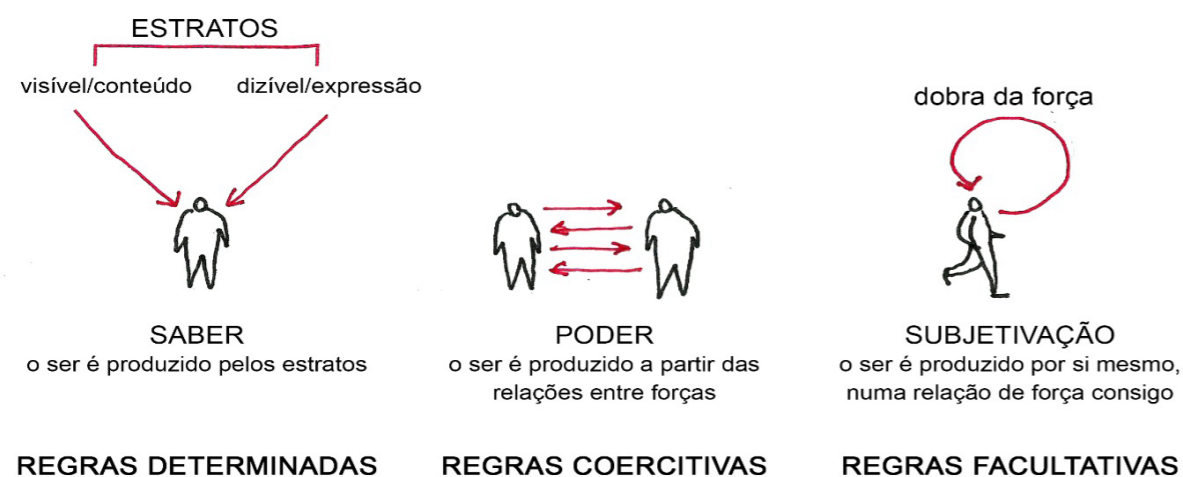 ESTRATOS
visível/conteúdo
dizível/expressão
SABER
o ser é produzido pelos estratos
REGRAS DETERMINADAS
PODER
o ser é produzido a partir das
relações entre forças
REGRAS COERCITIVAS
dobra da força
SUBJETIVAÇÃO
o ser é produzido por si mesmo,
numa relação de força consigo
REGRAS FACULTATIVAS